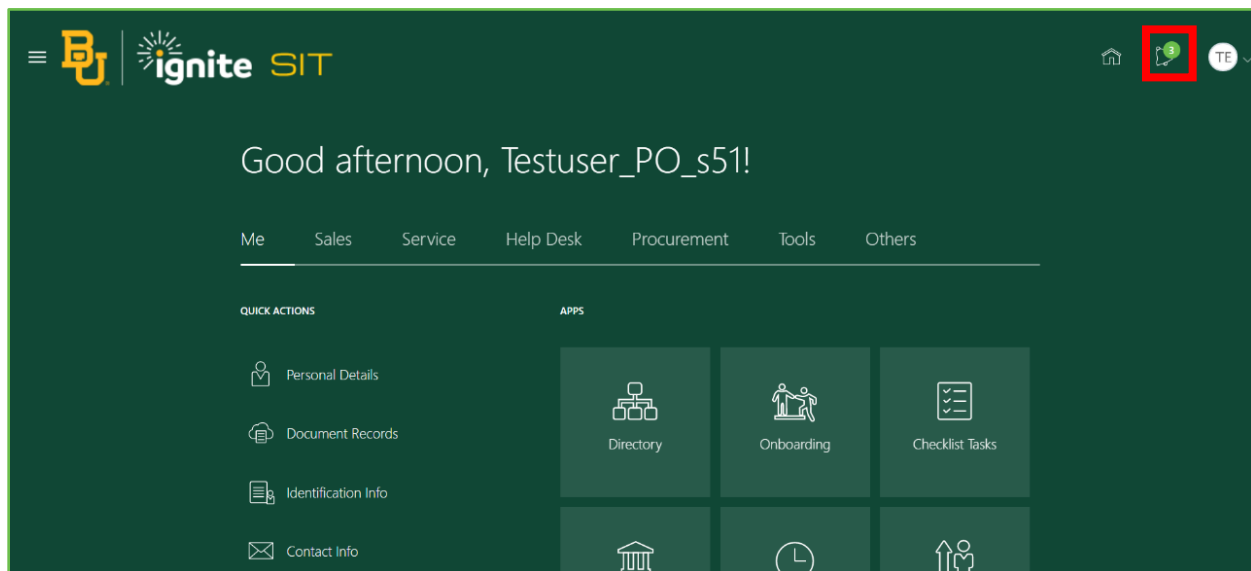 BU ignite SIT
3
TE
Good afternoon, Testuser_PO_s51!
Me Sales Service Help Desk Procurement Tools Others
QUICK ACTIONS
APPS
Personal Details
Document Records
Identification Info
Contact Info
Directory Onboarding Checklist Tasks